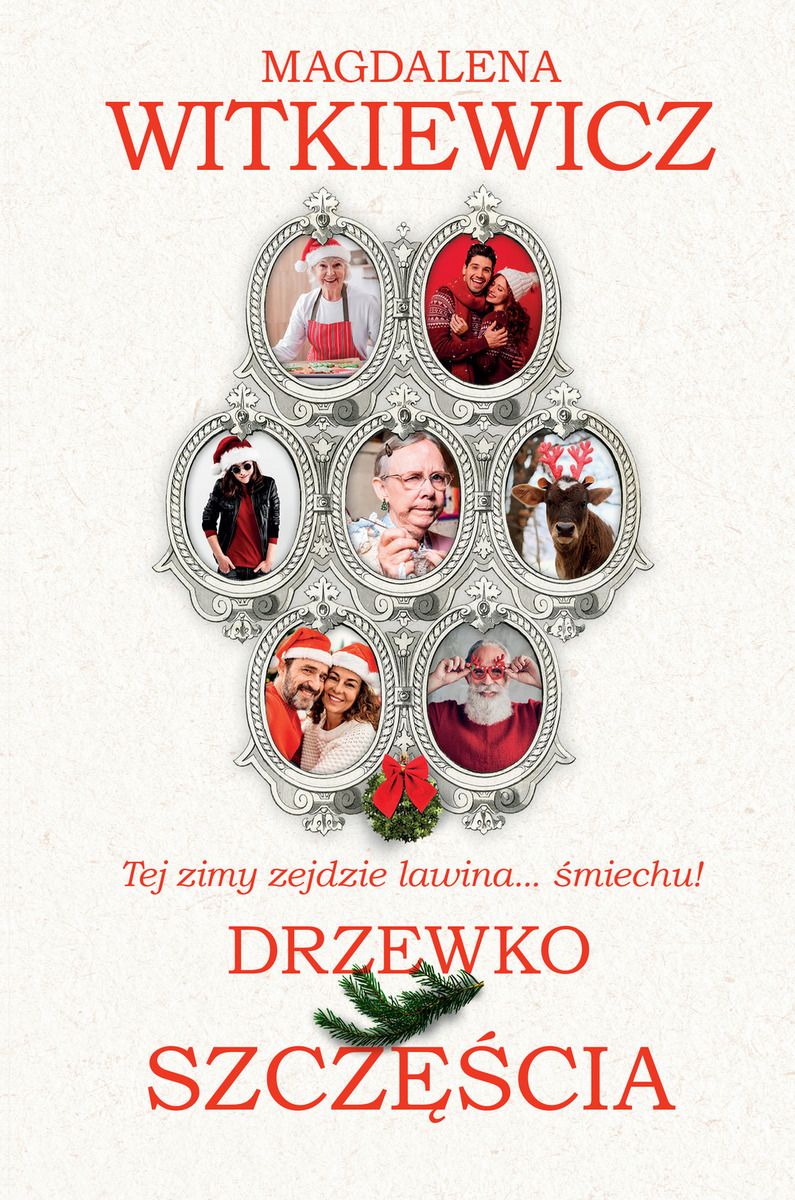 MAGDALENA
WITKIEWICZ
Tej zimy zejdzie lawina... śmiechu!
DRZEWKO
SZCZĘŚCIA